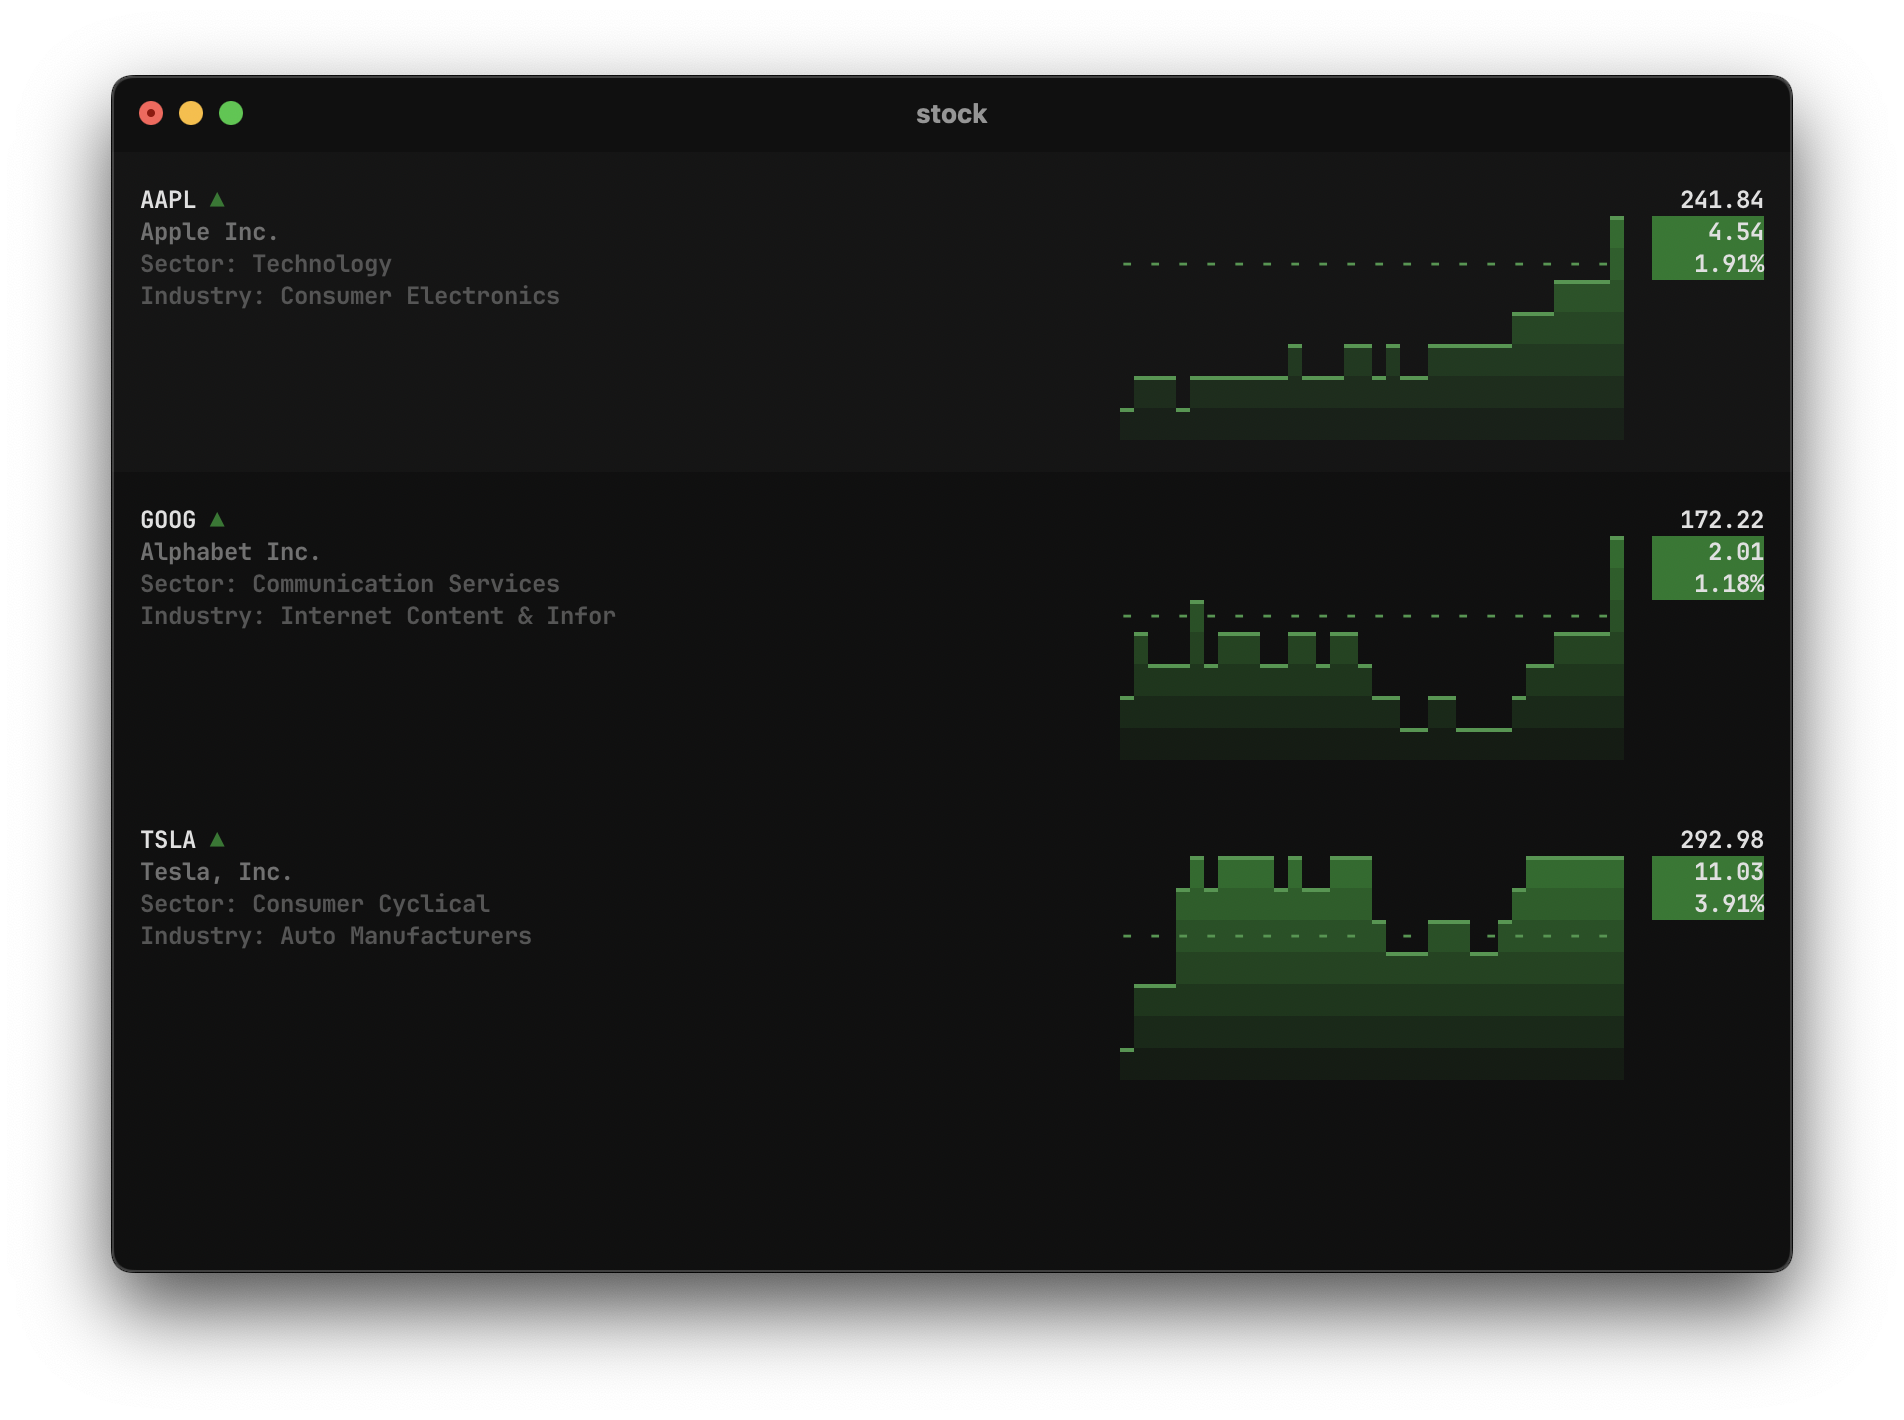 stock
AAPL ▲
241.84
Apple Inc.
4.54
Sector: Technology
1.91%
Industry: Consumer Electronics
GOOG ▲
172.22
Alphabet Inc.
2.01
Sector: Communication Services
1.18%
Industry: Internet Content & Infor
TSLA ▲
292.98
Tesla, Inc.
11.03
Sector: Consumer Cyclical
3.91%
Industry: Auto Manufacturers